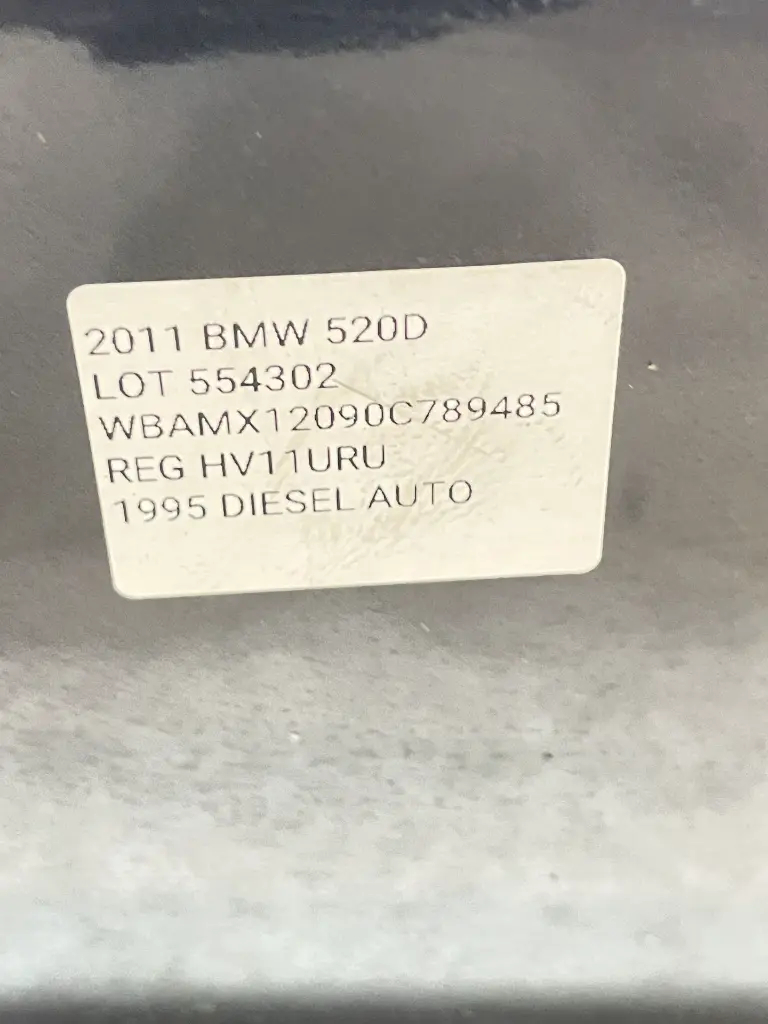 2011 BMW 520D
LOT 554302
WBAMX12090C789485
REG HV11URU
1995 DIESEL AUTO